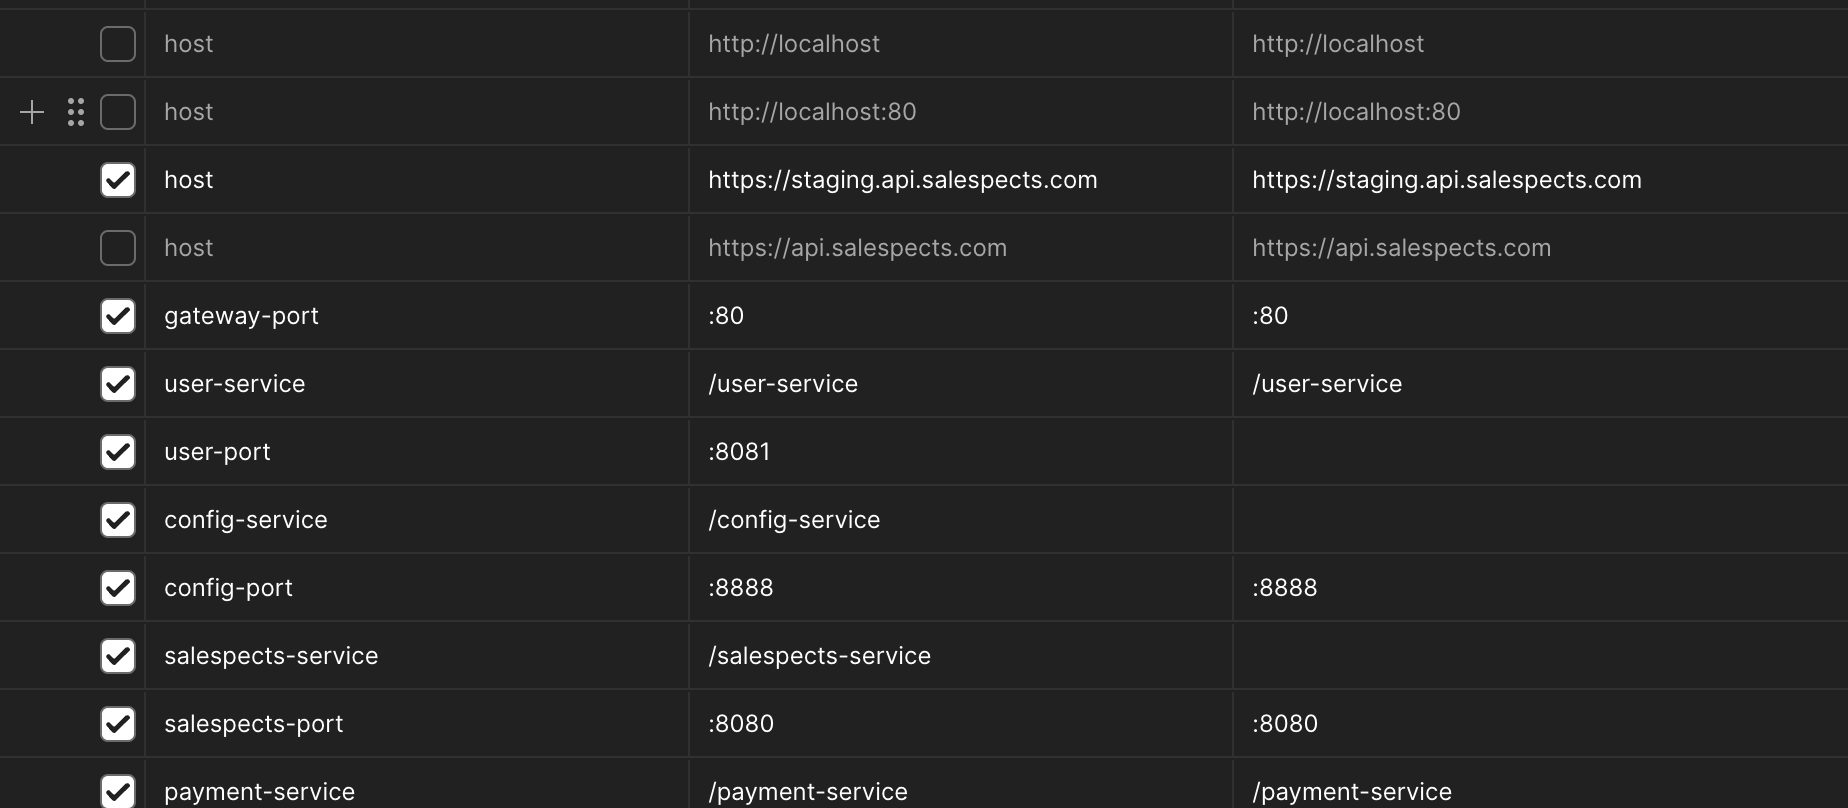 host http://localhost http://localhost
host http://localhost:80 http://localhost:80
host https://staging.api.salespects.com https://staging.api.salespects.com
host https://api.salespects.com https://api.salespects.com
gateway-port :80 :80
user-service /user-service /user-service
user-port :8081
config-service /config-service
config-port :8888 :8888
salespects-service /salespects-service
salespects-port :8080 :8080
payment-service /payment-service /payment-service